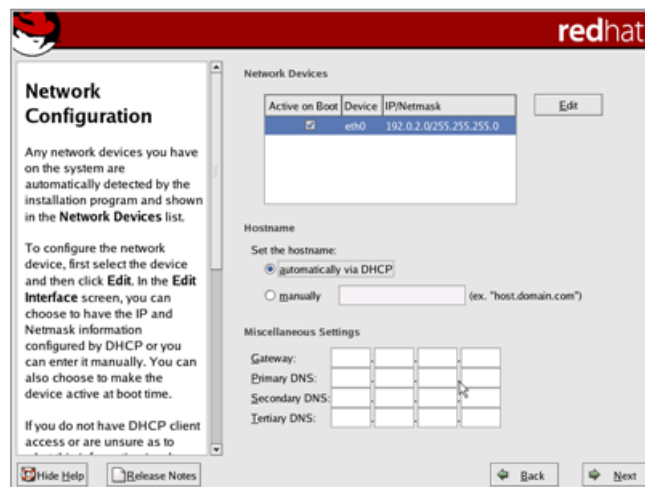 redhat
Network
Configuration
Any network devices you have
on the system are
automatically detected by the
installation program and shown
in the Network Devices list.
To configure the network
device, first select the device
and then click Edit. In the Edit
Interface screen, you can
choose to have the IP and
Netmask information
configured by DHCP or you
can enter it manually. You can
also choose to make the
device active at boot time.
If you do not have DHCP client
access or are unsure as to
Network Devices
Active on Boot Device IP/Netmask
eth0 192.0.2.0/255.255.255.0
Edit
Hostname
Set the hostname:
automatically via DHCP
manually (ex. "host.domain.com")
Miscellaneous Settings
Gateway:
Primary DNS:
Secondary DNS:
Tertiary DNS:
Hide Help
Release Notes
Back
Next